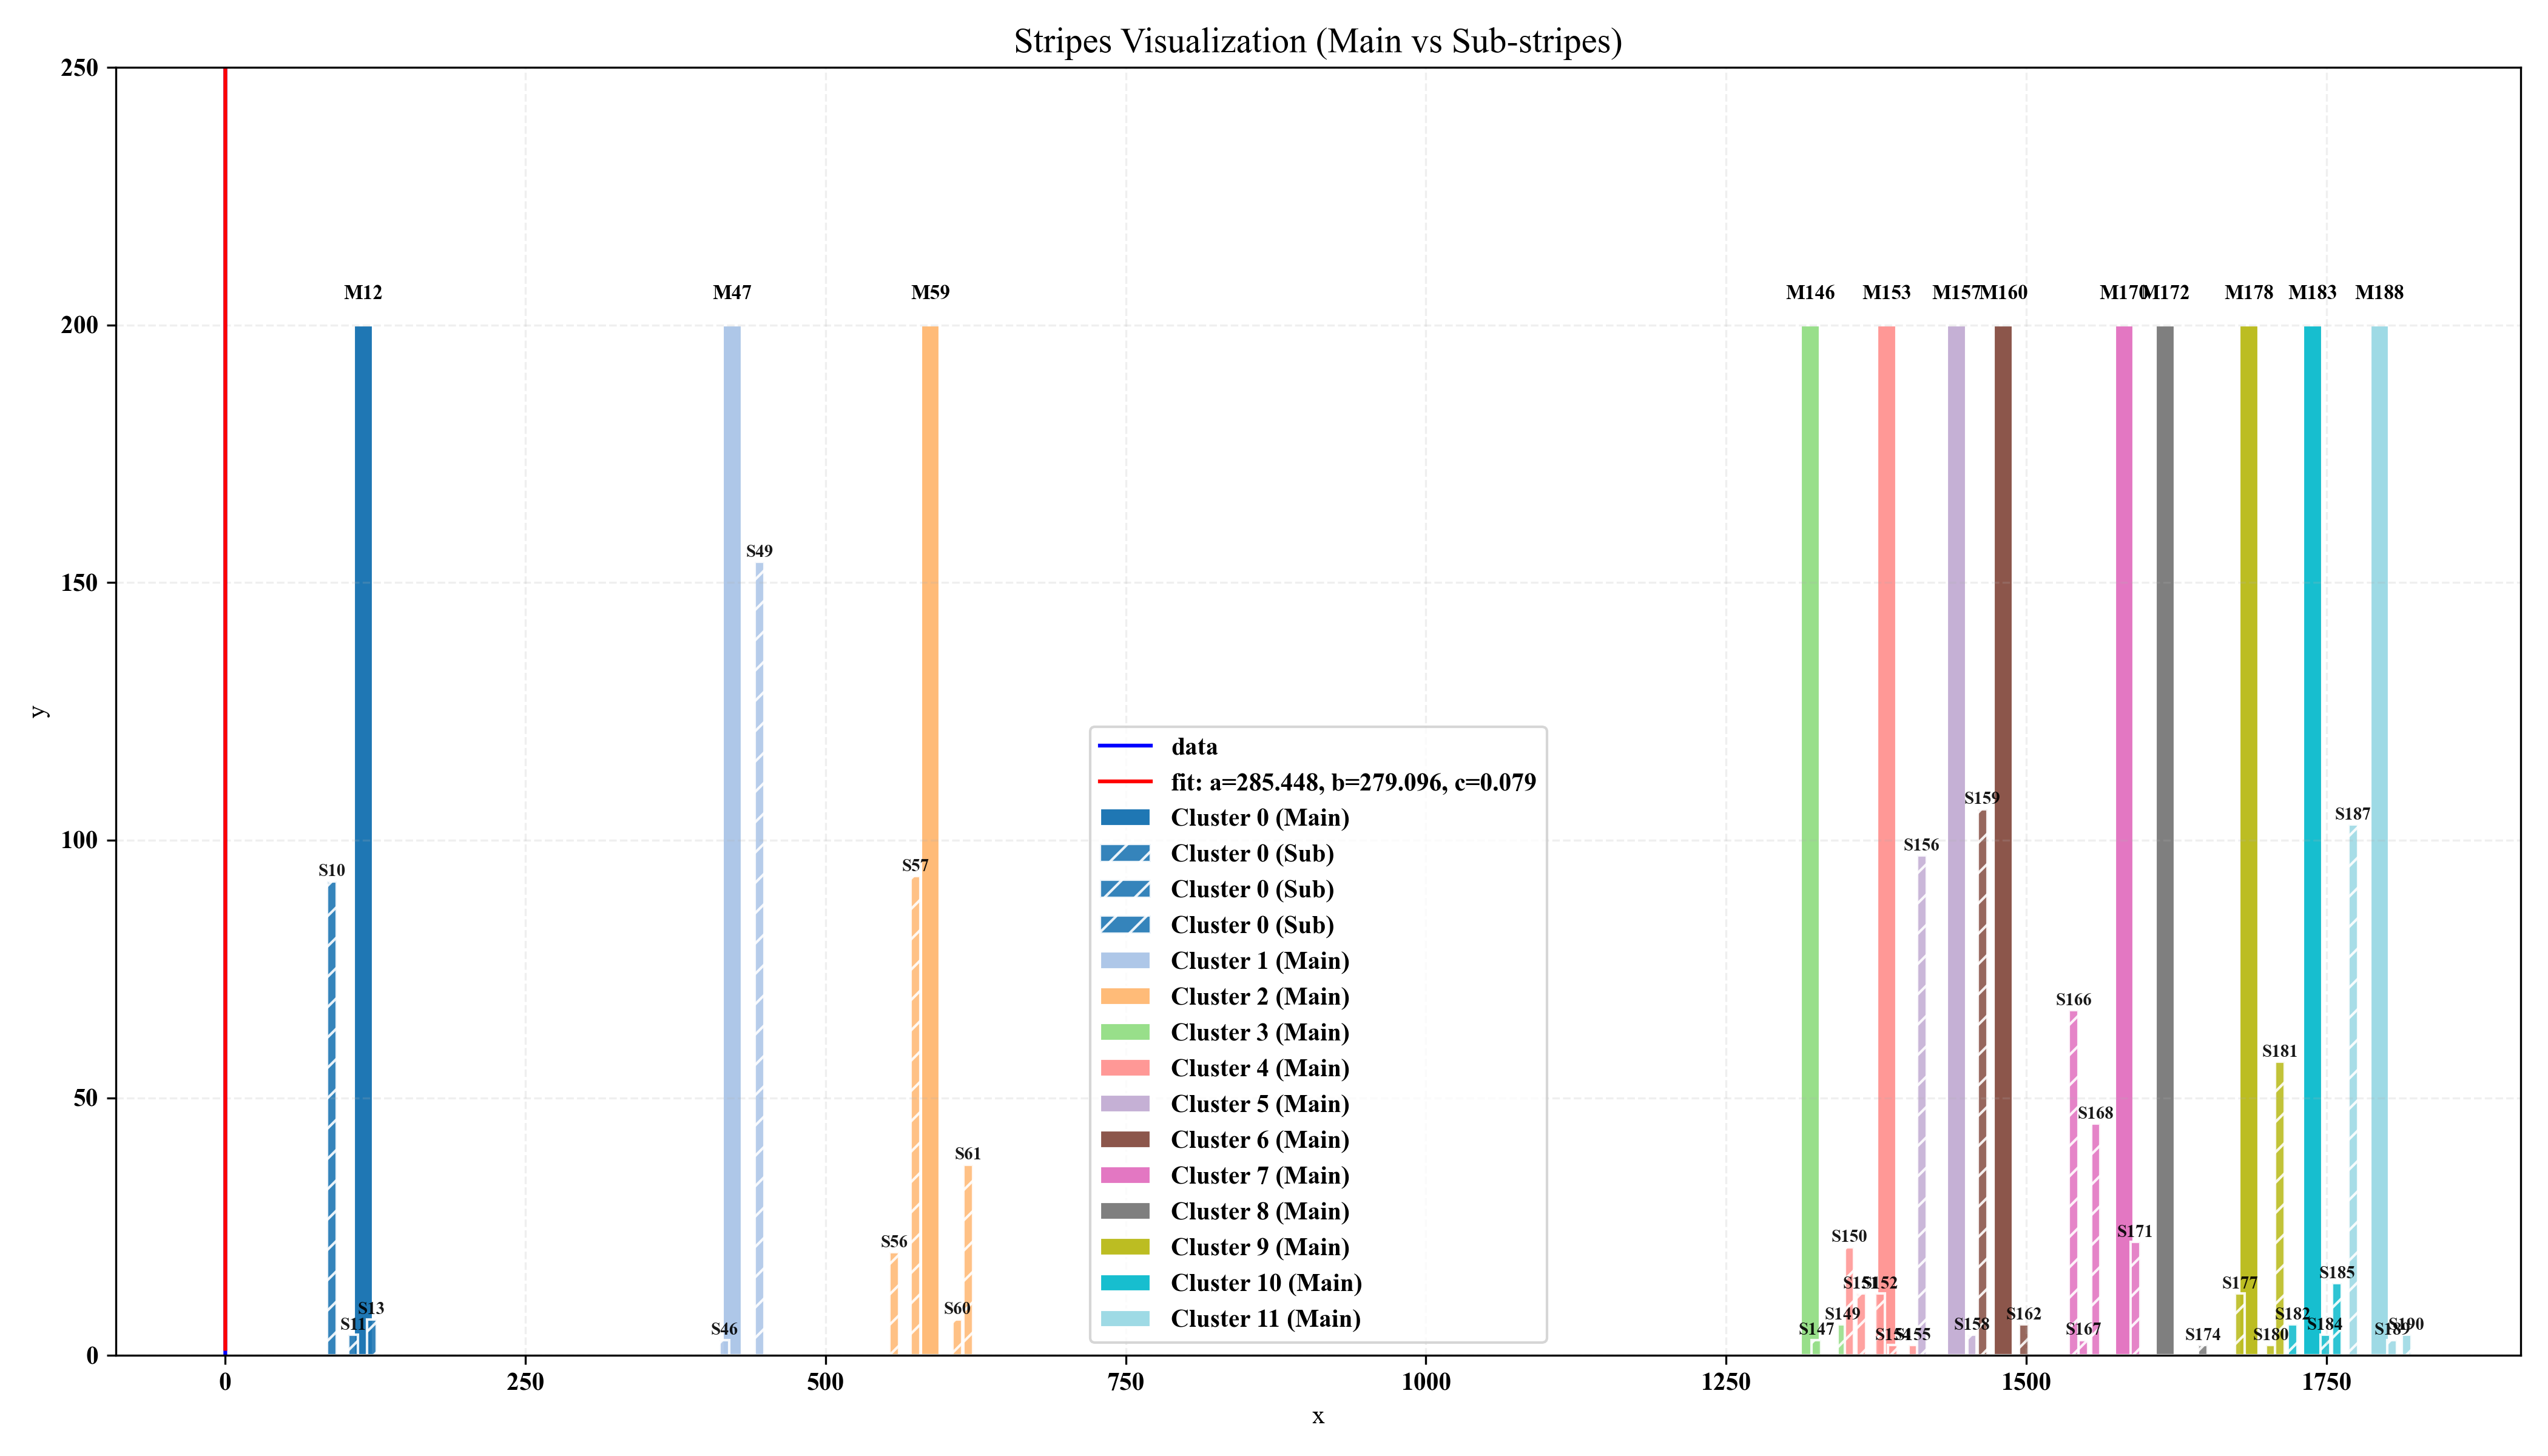 Stripes Visualization (Main vs Sub-stripes)
250
200
150
100
50
0
y
M12
M47
M59
M146
M153
M157
M160
M170
M172
M178
M183
M188
S49
S159
S187
S156
S10
S57
S166
S181
S168
S61
S171
S56
S150
S185
S151
S152
S177
S13
S60
S149
S182
S11
S158
S162
S184
S190
S46
S147
S154
S155
S167
S174
S180
S189
data
fit: a=285.448, b=279.096, c=0.079
Cluster 0 (Main)
Cluster 0 (Sub)
Cluster 0 (Sub)
Cluster 0 (Sub)
Cluster 1 (Main)
Cluster 2 (Main)
Cluster 3 (Main)
Cluster 4 (Main)
Cluster 5 (Main)
Cluster 6 (Main)
Cluster 7 (Main)
Cluster 8 (Main)
Cluster 9 (Main)
Cluster 10 (Main)
Cluster 11 (Main)
0
250
500
750
1000
1250
1500
1750
x